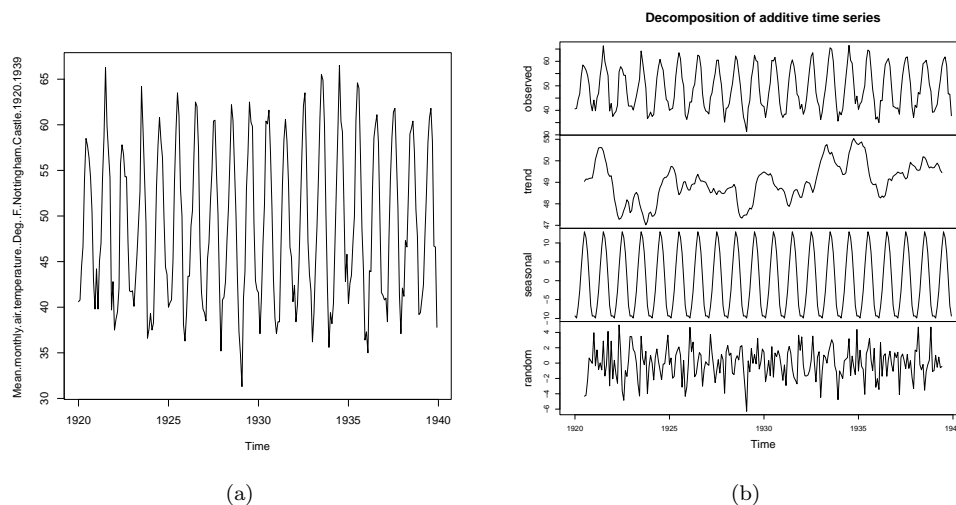 Mean.monthly.air.temperature..Deg..F..Nottingham.Castle.1920.1939
30 35 40 45 50 55 60 65
1920 1925 1930 1935 1940
Time
(a)
Decomposition of additive time series
observed
40 50 60
trend
47 48 49 50 51
seasonal
-10 -5 0 5 10
random
-6 -4 -2 0 2 4
1920 1925 1930 1935 194
Time
(b)